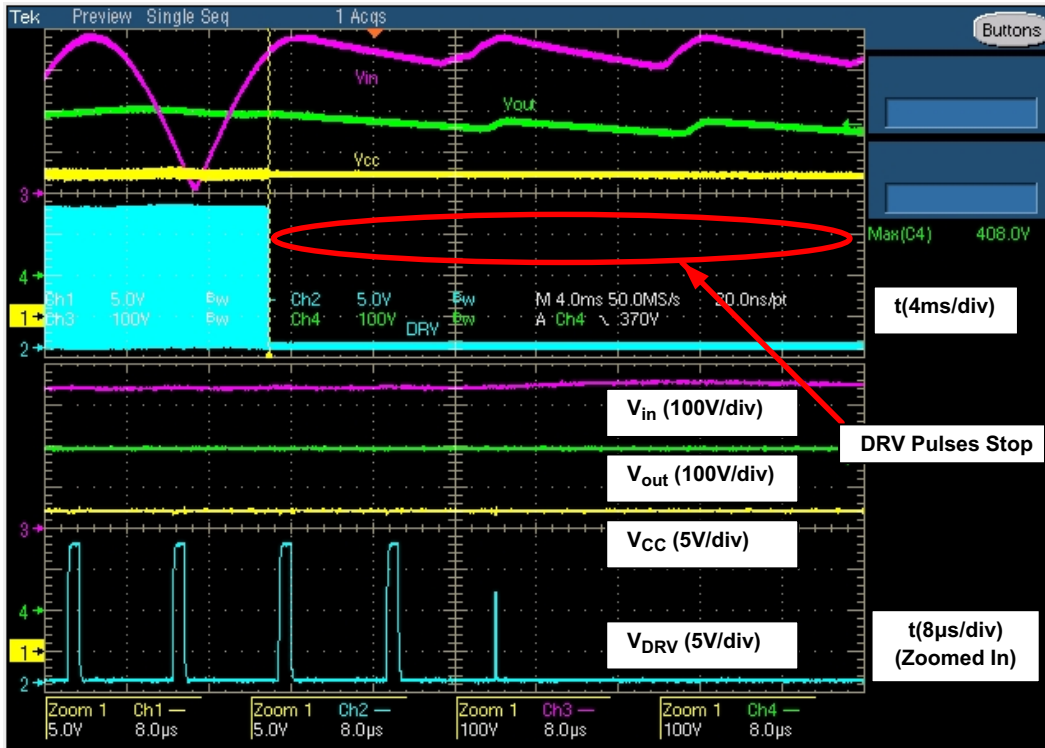 Tek Preview Single Seq 1 Acqs
Buttons
Vin
Vout
Vcc
3
4
1
2
Max(C4) 408.0V
Ch1 5.0V Bw Ch2 5.0V Bw M 4.0ms 50.0MS/s 20.0ns/pt
Ch3 100V Bw Ch4 100V Bw A Ch4 370V
DRV
t(4ms/div)
Vin (100V/div)
DRV Pulses Stop
Vout (100V/div)
3
VCC (5V/div)
4
1
2
VDRV (5V/div)
t(8µs/div)
(Zoomed In)
Zoom 1 Ch1 Zoom 1 Ch2 Zoom 1 Ch3 Zoom 1 Ch4
5.0V 8.0µs 5.0V 8.0µs 100V 8.0µs 100V 8.0µs